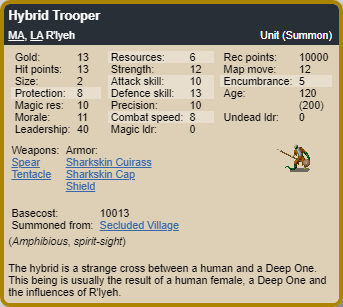 Hybrid Trooper
MA, LA R'lyeh Unit (Summon)
Gold: 13 Resources: 6 Rec points: 10000
Hit points: 13 Strength: 12 Map move: 12
Size: 2 Attack skill: 10 Encumbrance: 5
Protection: 8 Defence skill: 13 Age: 120
Magic res: 10 Precision: 10 (200)
Morale: 11 Combat speed: 8 Undead ldr: 0
Leadership: 40 Magic ldr: 0
Weapons: Armor:
Spear Sharkskin Cuirass
Tentacle Sharkskin Cap
Shield
Basecost: 10013
Summoned from: Secluded Village
(Amphibious, spirit-sight)
The hybrid is a strange cross between a human and a Deep One.
This being is usually the result of a human female, a Deep One and
the influences of R'lyeh.